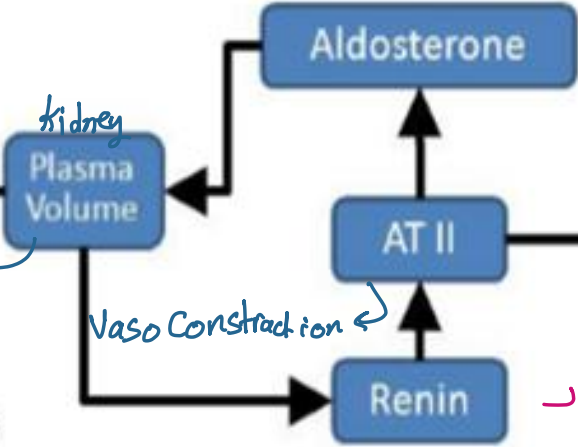 Aldosterone
Kidney
Plasma
Volume
AT II
Vaso Constraction
Renin